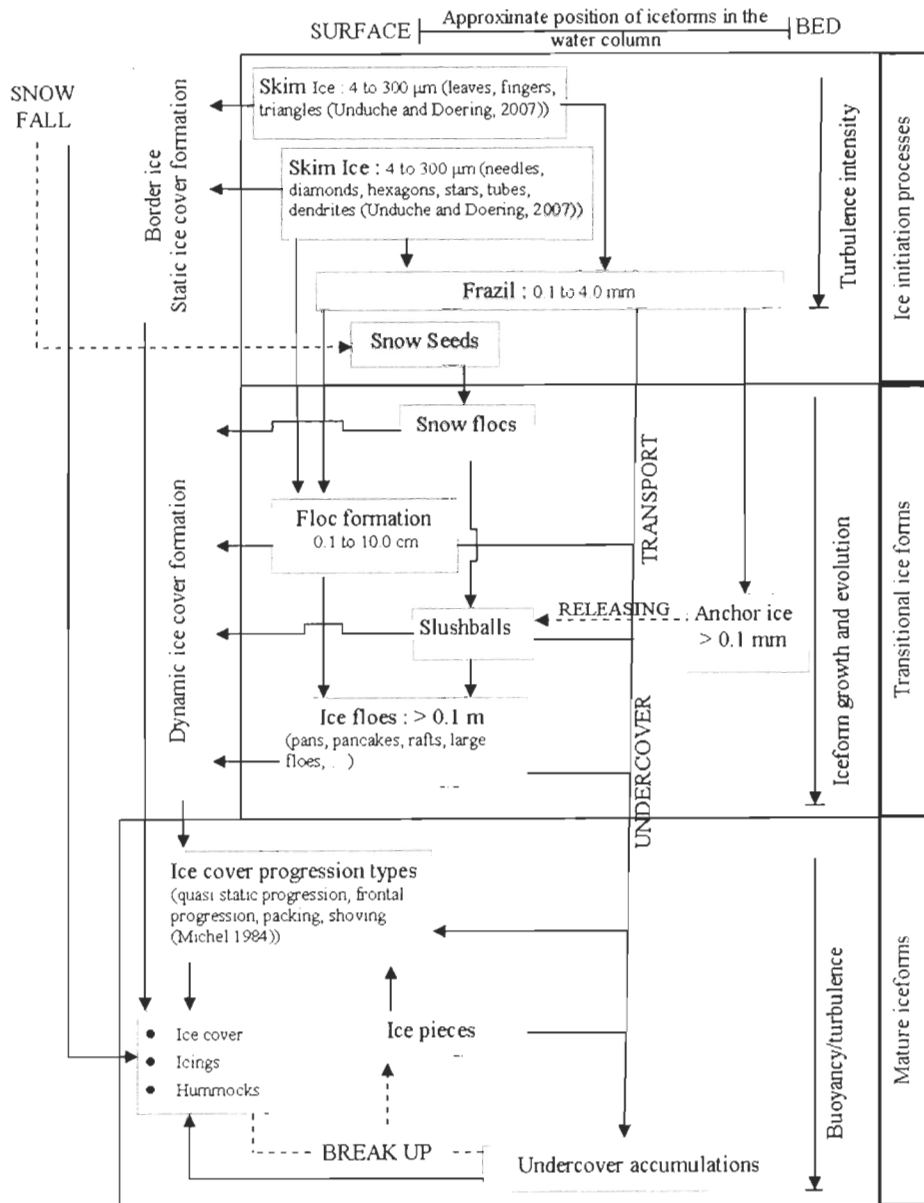 SURFACE
Approximate position of iceforms in the
water column
BED
SNOW
FALL
Skim Ice : 4 to 300 µm (leaves, fingers,
triangles (Unduche and Doering, 2007))
Skim Ice : 4 to 300 µm (needles,
diamonds, hexagons, stars, tubes,
dendrites (Unduche and Doering, 2007))
Border ice
Static ice cover formation
Turbulence intensity
Ice initiation processes
Frazil : 0.1 to 4.0 mm
Snow Seeds
Snow flocs
Floc formation
0.1 to 10.0 cm
TRANSPORT
RELEASING
Anchor ice
> 0.1 mm
Slushballs
Dynamic ice cover formation
Ice floes : > 0.1 m
(pans, pancakes, rafts, large
floes, ... )
UNDERCOVER
Iceform growth and evolution
Transitional ice forms
Ice cover progression types
(quasi static progression, frontal
progression, packing, shoving
(Michel 1984))
• Ice cover
• Icings
• Hummocks
Ice pieces
BREAK UP
Undercover accumulations
Buoyancy/turbulence
Mature iceforms